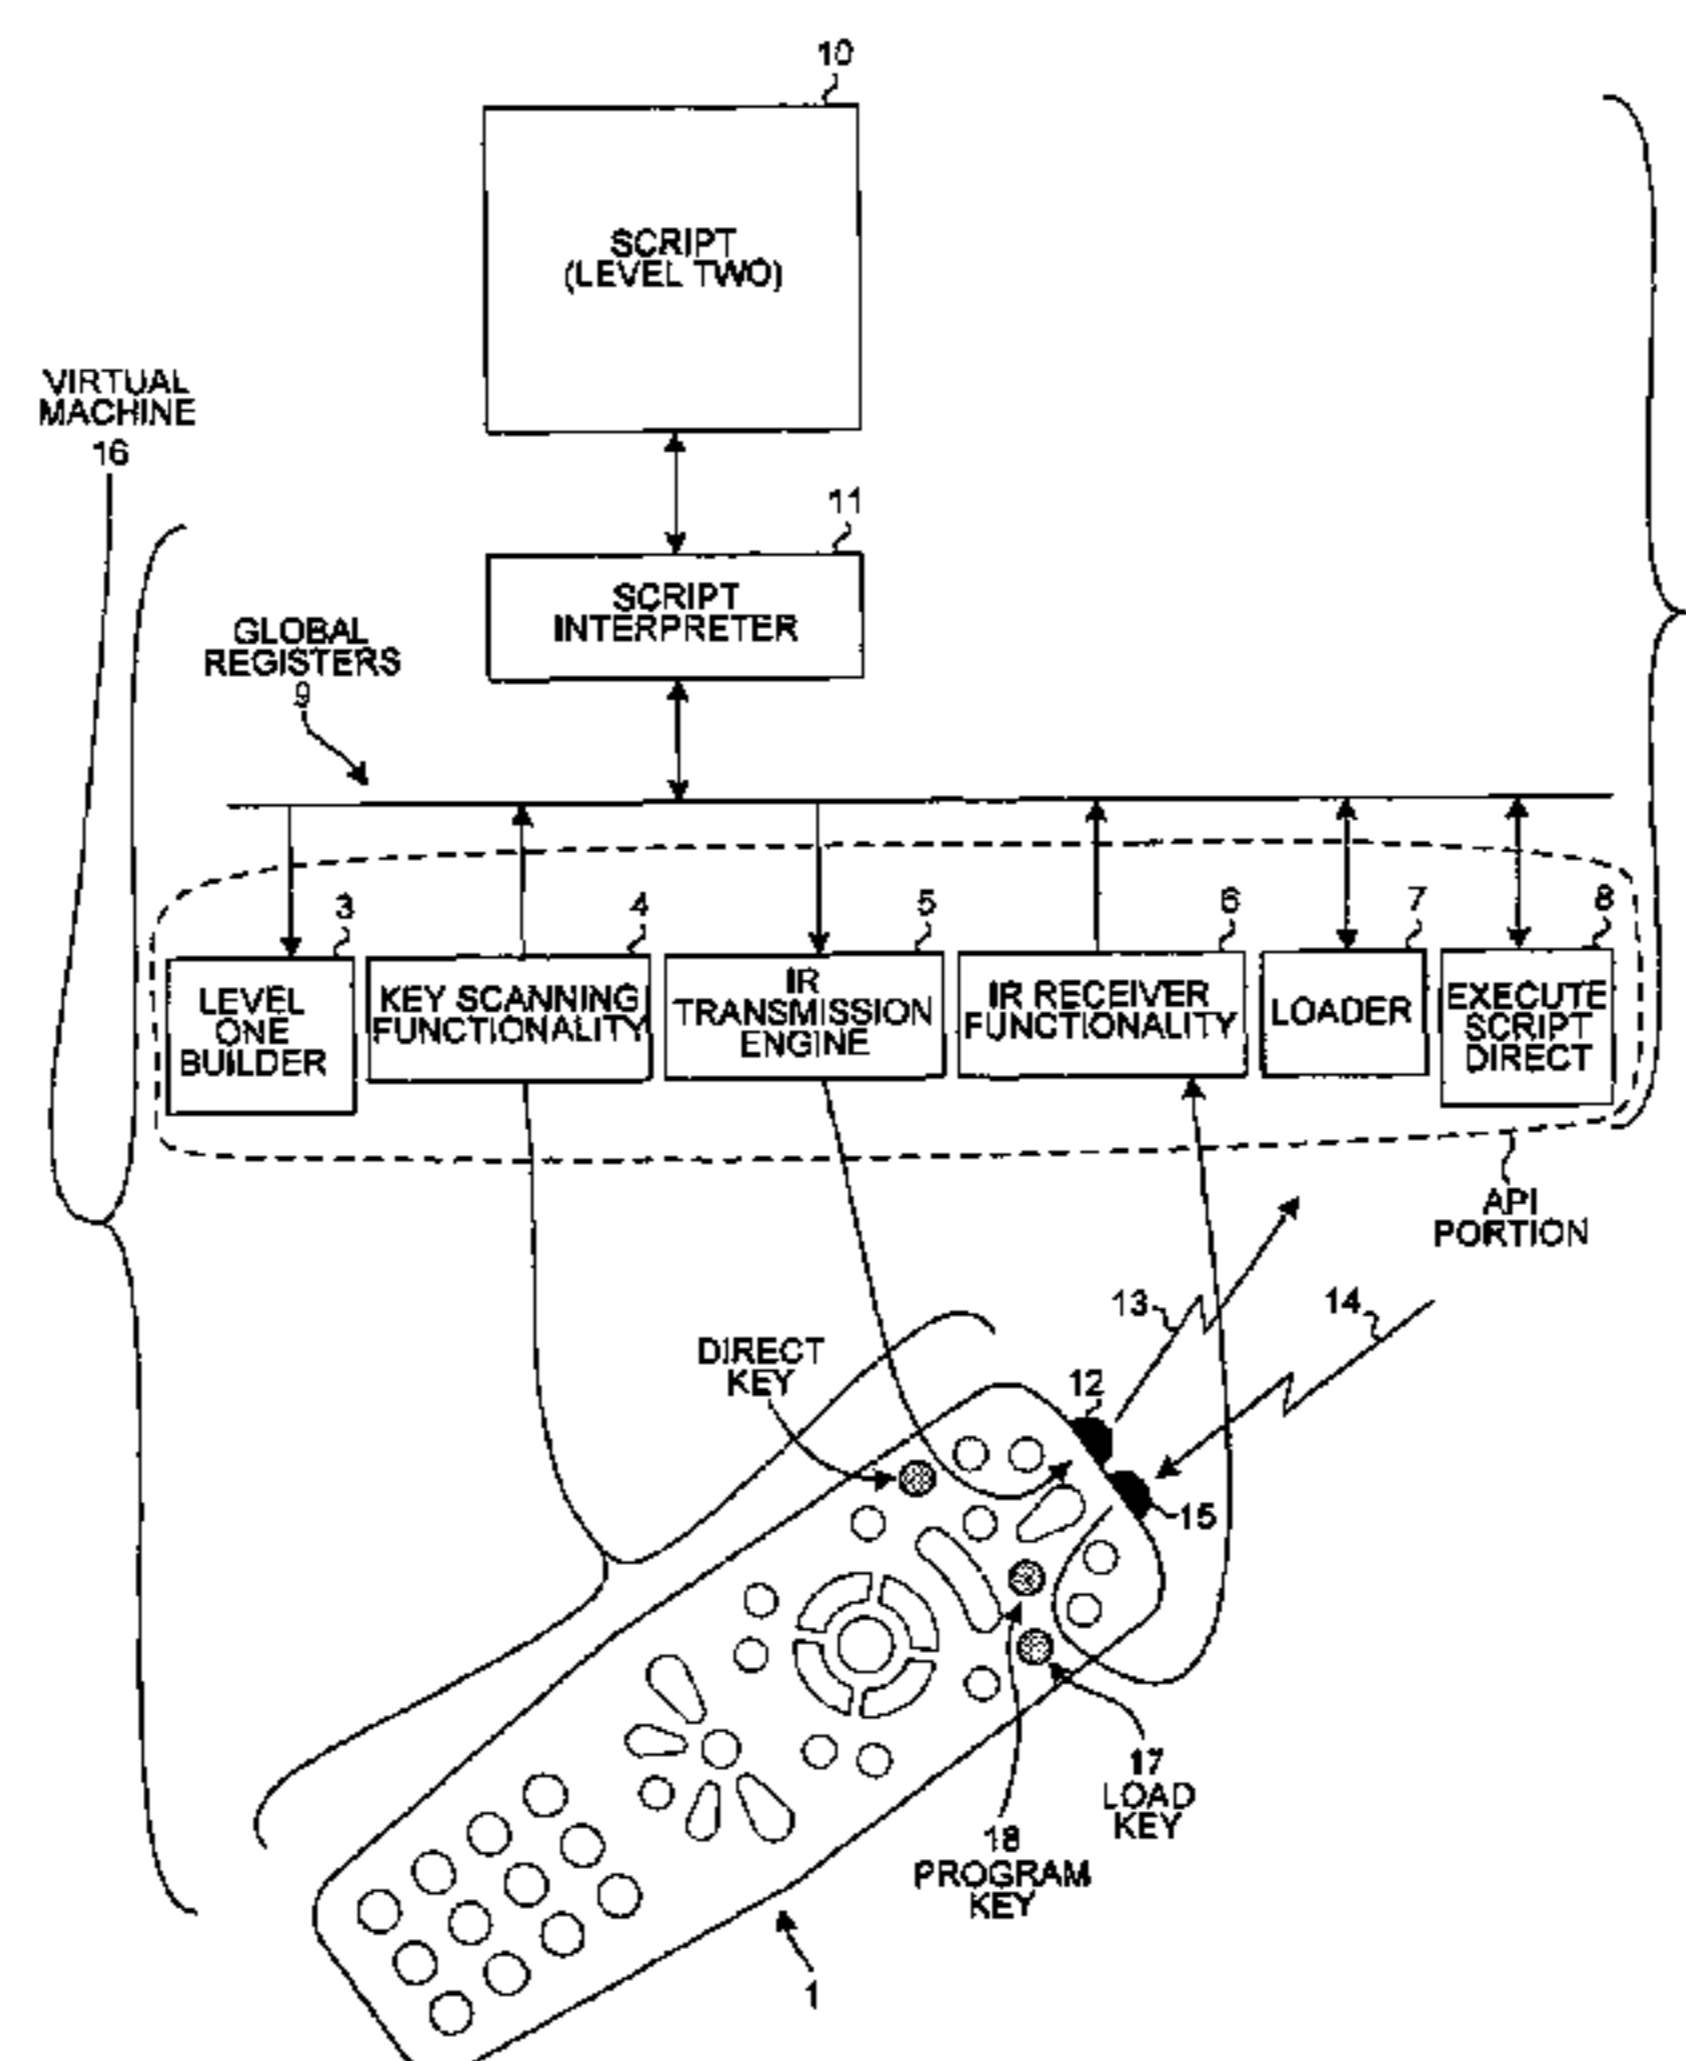 10
SCRIPT
(LEVEL TWO)
VIRTUAL
MACHINE
16
11
SCRIPT
INTERPRETER
GLOBAL
REGISTERS
9
3
4
5
6
7
8
LEVEL
ONE
BUILDER
KEY SCANNING
FUNCTIONALITY
IR
TRANSMISSION
ENGINE
IR RECEIVER
FUNCTIONALITY
LOADER
EXECUTE
SCRIPT
DIRECT
API
PORTION
13
14
DIRECT
KEY
12
15
17
LOAD
KEY
18
PROGRAM
KEY
1